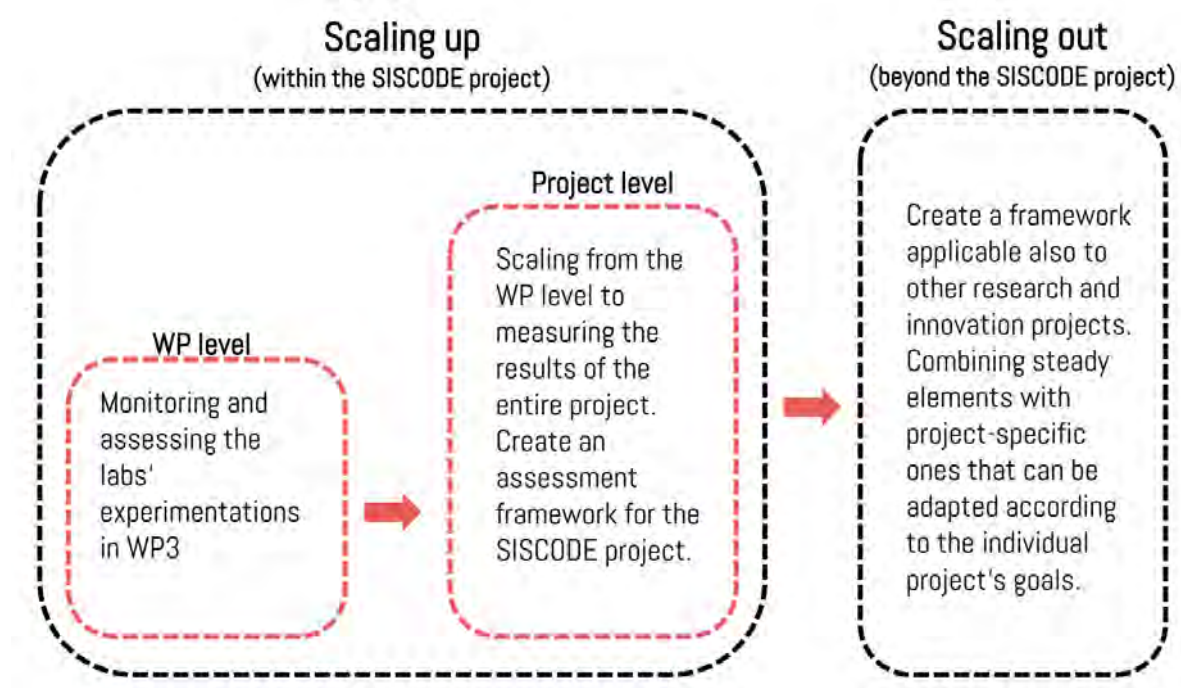 Scaling up
(within the SISCODE project)
WP level
Monitoring and
assessing the
labs'
experimentations
in WP3
Project level
Scaling from the
WP level to
measuring the
results of the
entire project.
Create an
assessment
framework for the
SISCODE project.
Scaling out
(beyond the SISCODE project)
Create a framework
applicable also to
other research and
innovation projects.
Combining steady
elements with
project-specific
ones that can be
adapted according
to the individual
project's goals.